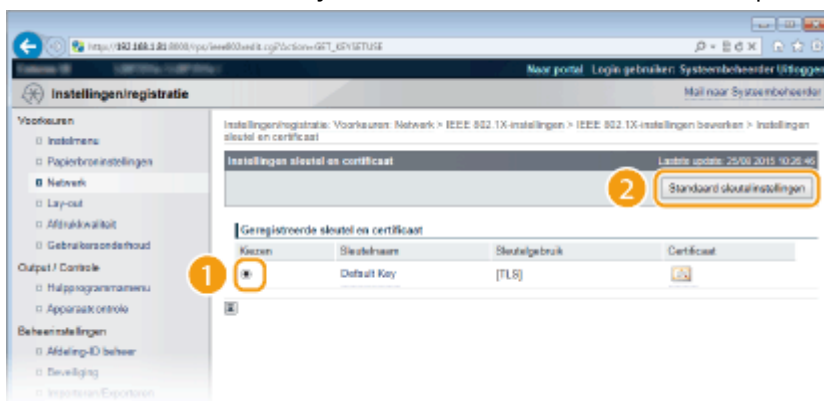 Naar portal Login gebruiker: Systeembeheerder Uitloggen
Instellingen/registratie
Mail naar Systeembeheerder
Voorkeuren
Instelmenu
Papierbroninstellingen
Netwerk
Lay-out
Afdrukkwaliteit
Gebruikersonderhoud
Output / Controle
Hulpprogrammamenu
Apparaatcontrole
Beheerinstellingen
Afdeling-ID beheer
Beveiliging
Importeren/Exporteren
Instellingen/registratie: Voorkeuren: Netwerk > IEEE 802.1X-instellingen > IEEE 802.1X-instellingen bewerken > Instellingen
sleutel en certificaat
Instellingen sleutel en certificaat
Laatste update: 25/08 2015 10:26:46
2
Standaard sleutelinstellingen
Geregistreerde sleutel en certificaat
Kiezen Sleutelnaam Sleutelgebruik Certificaat
1
Default Key [TLS]